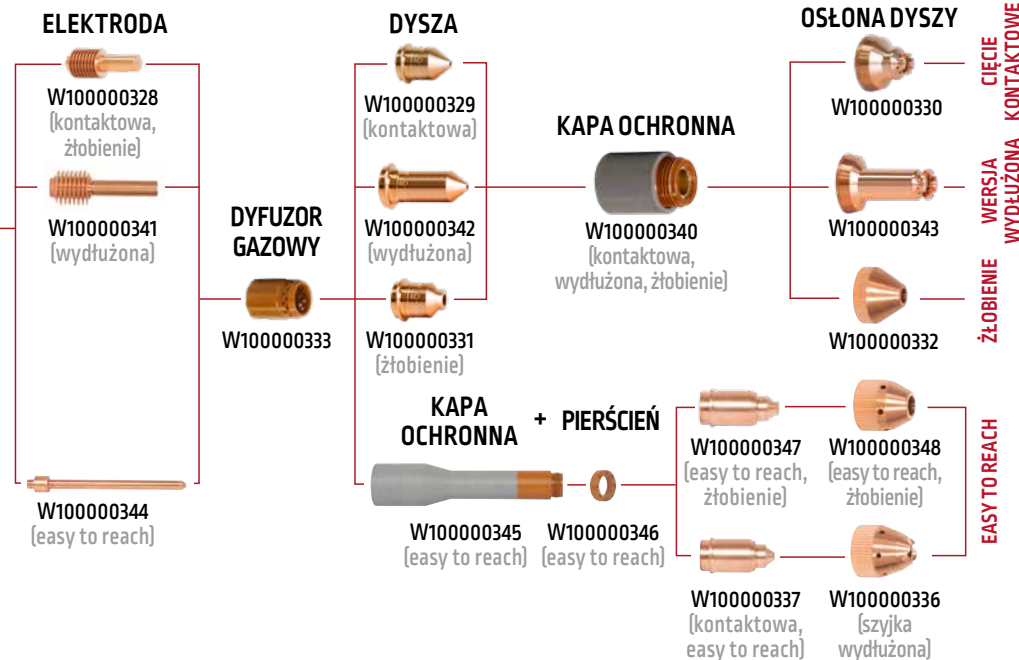 ELEKTRODA
W100000328
(kontaktowa,
żłobienie)
W100000341
(wydłużona)
W100000344
(easy to reach)
DYFUZOR
GAZOWY
W100000333
DYSZA
W100000329
(kontaktowa)
W100000342
(wydłużona)
W100000331
(żłobienie)
KAPA OCHRONNA
W100000340
(kontaktowa,
wydłużona, żłobienie)
OSŁONA DYSZY
W100000330
W100000343
W100000332
CIĘCIE
KONTAKTOWE
WERSJA
WYDŁUŻONA
ŻŁOBIENIE
KAPA
OCHRONNA
+ PIERŚCIEŃ
W100000345
(easy to reach)
W100000346
(easy to reach)
W100000347
(easy to reach,
żłobienie)
W100000348
(easy to reach,
żłobienie)
W100000337
(kontaktowa,
easy to reach)
W100000336
(szyjka
wydłużona)
EASY TO REACH